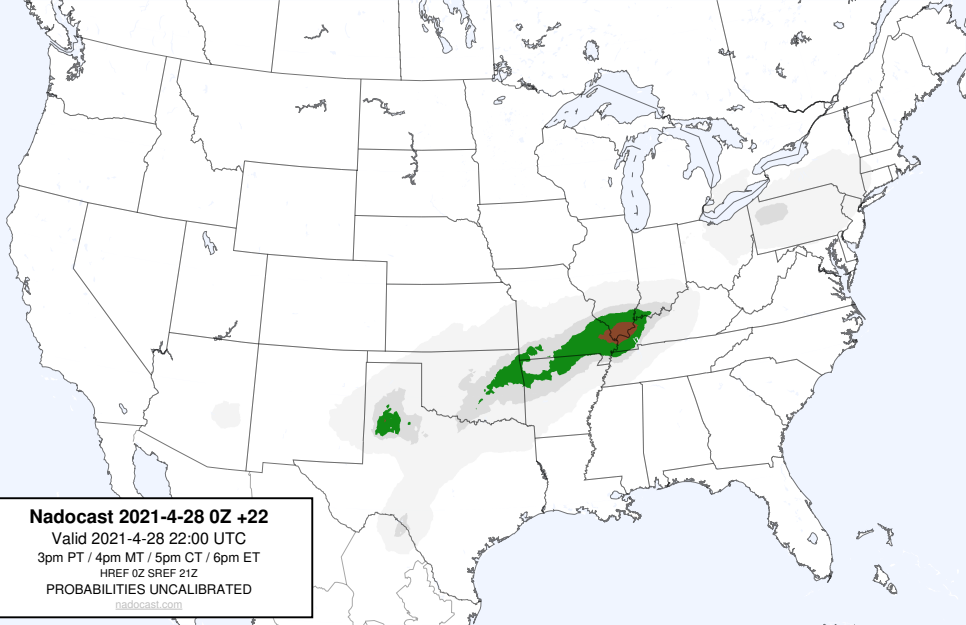 Nadocast 2021-4-28 0Z +22
Valid 2021-4-28 22:00 UTC
3pm PT / 4pm MT / 5pm CT / 6pm ET
HREF 0Z SREF 21Z
PROBABILITIES UNCALIBRATED
nadocast.com